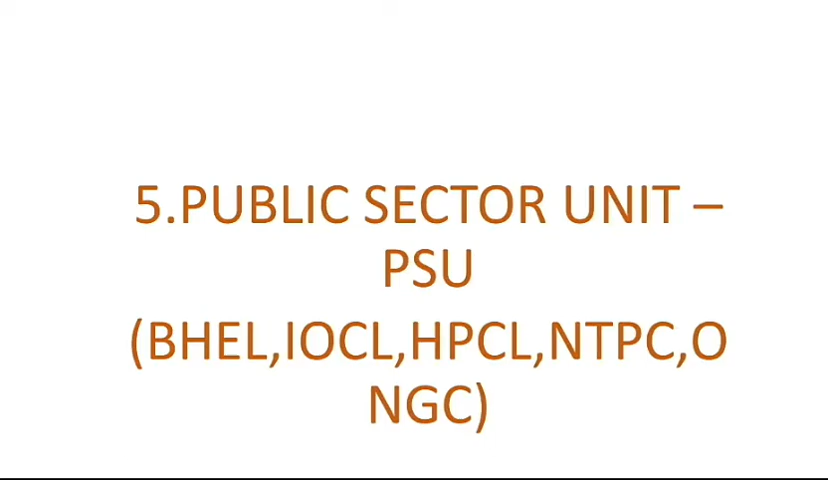 5.PUBLIC SECTOR UNIT –
PSU
(BHEL,IOCL,HPCL,NTPC,O
NGC)